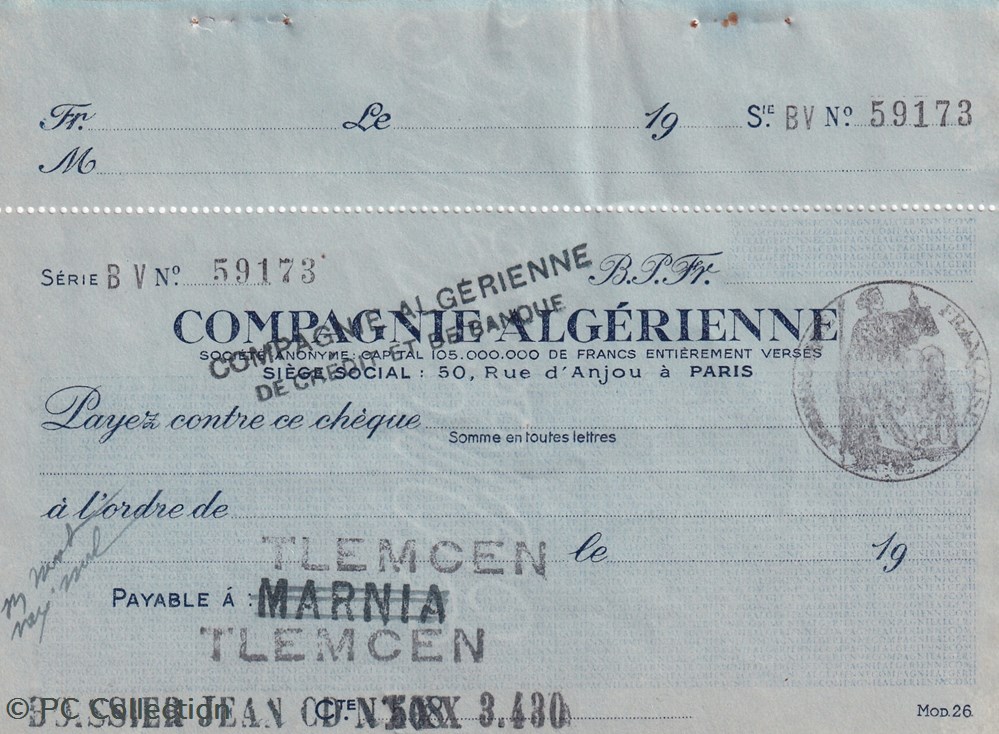 Fr. Le 19 Sie BV No. 59173
M
SÉRIE B V No. 59173 B.P.Fr.
COMPAGNIE ALGÉRIENNE
DE CRÉDIT ET DE BANQUE
COMPAGNIE ALGÉRIENNE
SOCIÉTÉ ANONYME. CAPITAL 105.000.000 DE FRANCS ENTIÈREMENT VERSÉS
SIÈGE SOCIAL : 50, Rue d'Anjou à PARIS
FRANÇAISE
Payez contre ce chèque
Somme en toutes lettres
à l'ordre de
TLEMCEN le 19
PAYABLE Á : MARNIA
TLEMCEN
JEAN CTE 3.430
© PC Collection
MOD. 26